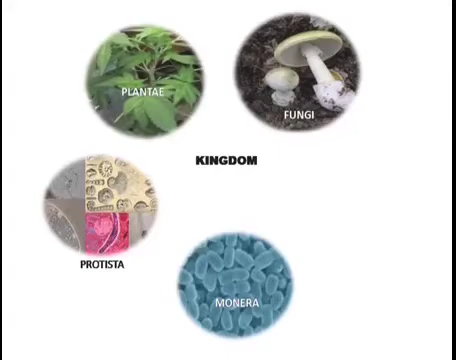 PLANTAE
FUNGI
KINGDOM
PROTISTA
MONERA